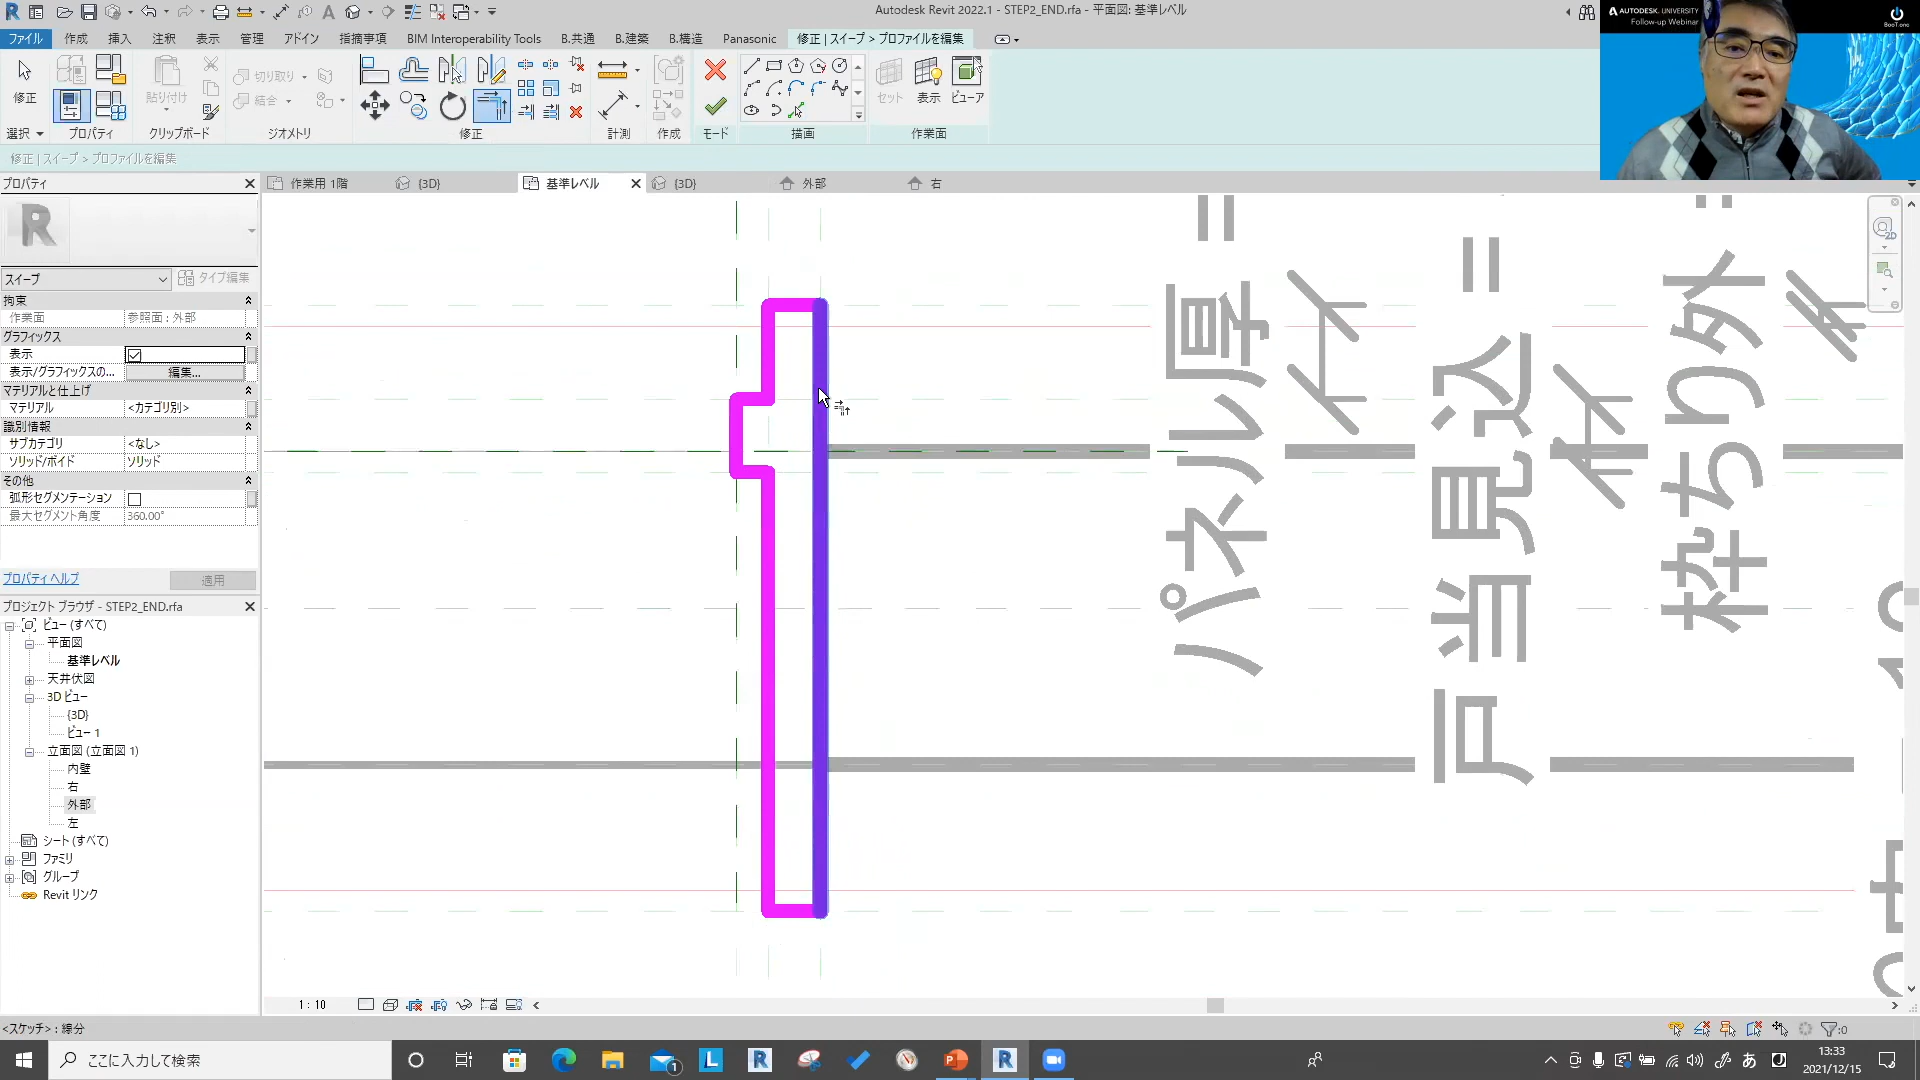 Autodesk Revit 2022.1 - STEP2_END.rfa - 平面図: 基準レベル
AUTODESK. UNIVERSITY
Follow-up Webinar
BooT.one
ファイル 作成 挿入 注釈 表示 管理 アドイン 指摘事項 BIM Interoperability Tools B.共通 B.建築 B.構造 Panasonic 修正 | スイープ > プロファイルを編集
修正 貼り付け 切り取り 結合 セット 表示 ビューア
選択 プロパティ クリップボード ジオメトリ 修正 計測 作成 モード 描画 作業面
修正 | スイープ > プロファイルを編集
プロパティ
作業用 1階 {3D} 基準レベル {3D} 外部 右
R
2D
スイープ タイプ編集
拘束
作業面 参照面 : 外部
グラフィックス
表示
表示/グラフィックスの... 編集...
マテリアルと仕上げ
マテリアル <カテゴリ別>
識別情報
サブカテゴリ <なし>
ソリッド/ボイド ソリッド
その他
弧形セグメンテーション
最大セグメント角度 360.00°
プロパティ ヘルプ 適用
プロジェクト ブラウザ - STEP2_END.rfa
ビュー (すべて)
平面図
基準レベル
天井伏図
3D ビュー
{3D}
ビュー 1
立面図 (立面図 1)
内壁
右
外部
左
シート (すべて)
ファミリ
グループ
Revit リンク
パネル厚 =
戸当見込 =
枠ちり外 =
1 : 10
<スケッチ> : 線分
:0
ここに入力して検索
あ
13:33
2021/12/15